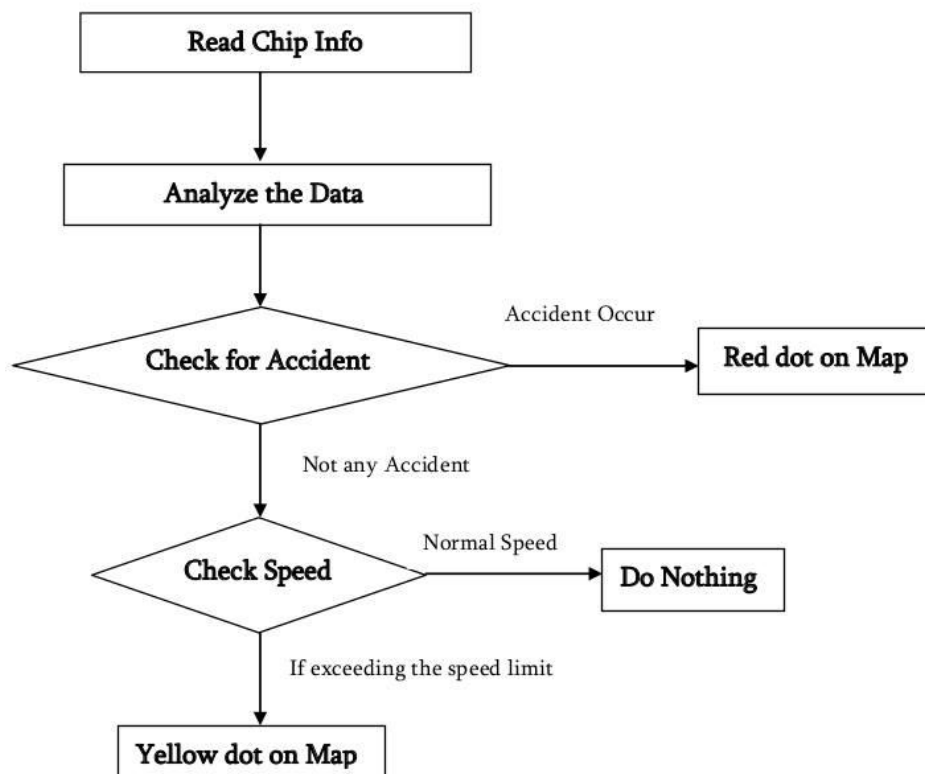 Read Chip Info
Analyze the Data
Accident Occur
Check for Accident
Red dot on Map
Not any Accident
Normal Speed
Check Speed
Do Nothing
If exceeding the speed limit
Yellow dot on Map